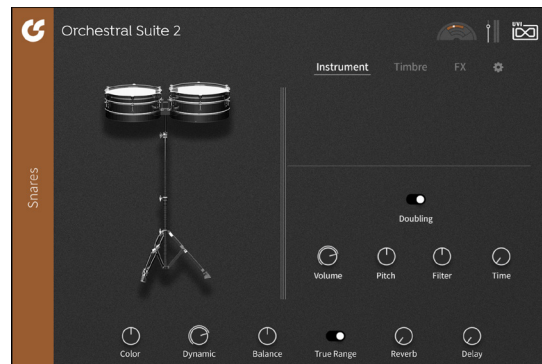 Orchestral Suite 2
UVI
Instrument Timbre FX
Snares
Doubling
Volume Pitch Filter Time
Color Dynamic Balance True Range Reverb Delay